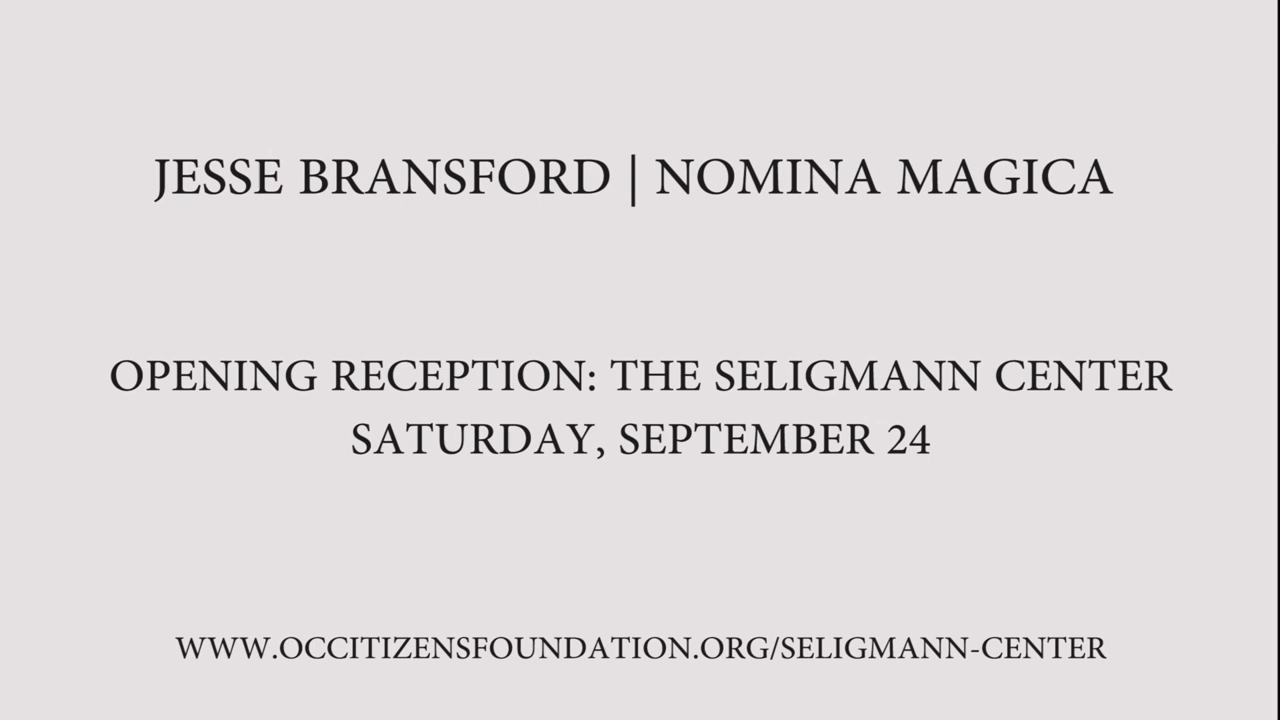 JESSE BRANSFORD | NOMINA MAGICA
OPENING RECEPTION: THE SELIGMANN CENTER
SATURDAY, SEPTEMBER 24
WWW.OCCITIZENSFOUNDATION.ORG/SELIGMANN-CENTER